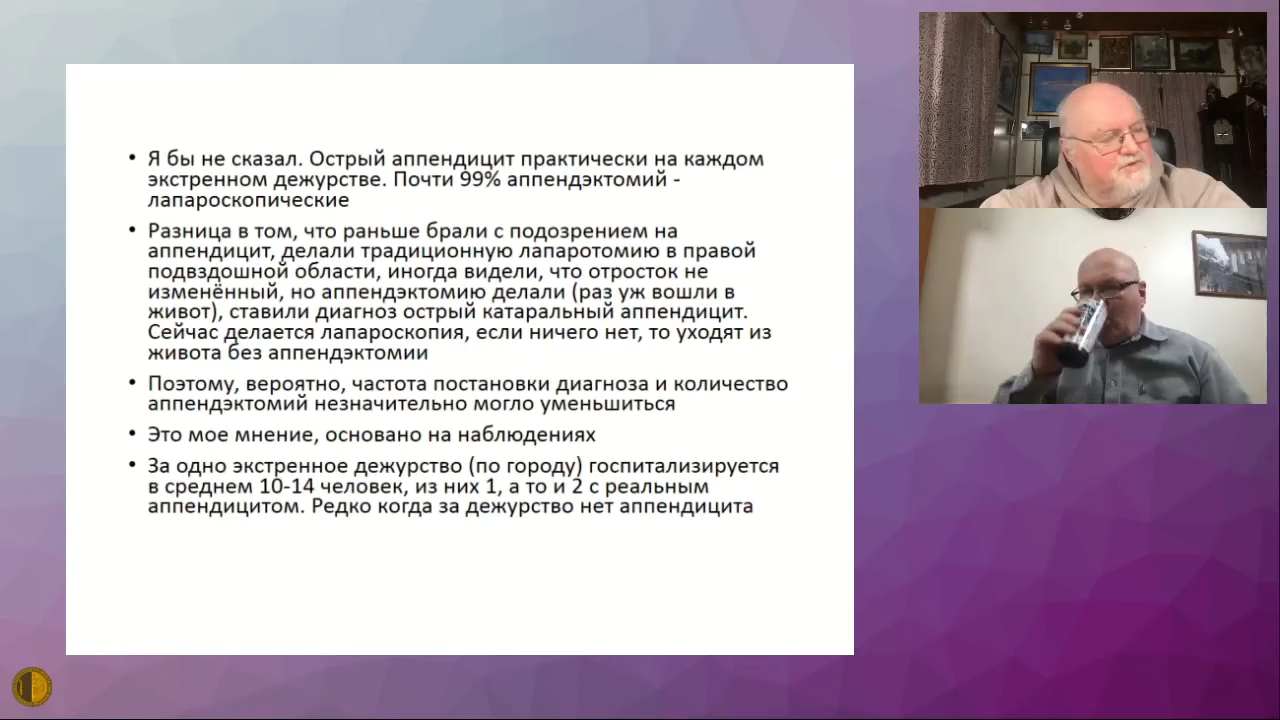 • Я бы не сказал. Острый аппендицит практически на каждом
экстренном дежурстве. Почти 99% аппендэктомий -
лапароскопические
• Разница в том, что раньше брали с подозрением на
аппендицит, делали традиционную лапаротомию в правой
подвздошной области, иногда видели, что отросток не
изменённый, но аппендэктомию делали (раз уж вошли в
живот), ставили диагноз острый катаральный аппендицит.
Сейчас делается лапароскопия, если ничего нет, то уходят из
живота без аппендэктомии
• Поэтому, вероятно, частота постановки диагноза и количество
аппендэктомий незначительно могло уменьшиться
• Это мое мнение, основано на наблюдениях
• За одно экстренное дежурство (по городу) госпитализируется
в среднем 10-14 человек, из них 1, а то и 2 с реальным
аппендицитом. Редко когда за дежурство нет аппендицита